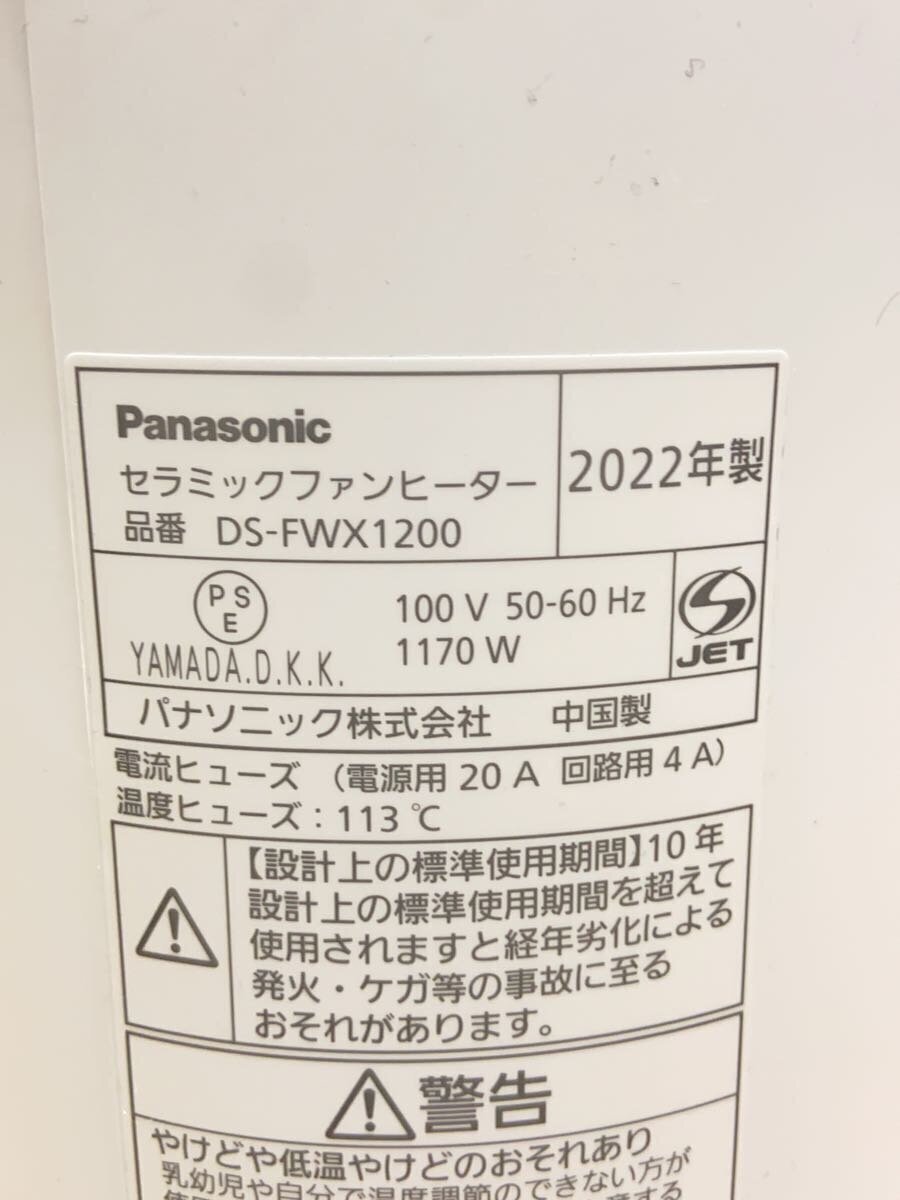 Panasonic
セラミックファンヒーター
品番 DS-FWX1200
2022年製
P S
E
YAMADA.D.K.K.
100 V 50-60 Hz
1170 W
JET
パナソニック株式会社 中国製
電流ヒューズ (電源用 20 A 回路用 4 A)
温度ヒューズ : 113 ℃
【設計上の標準使用期間】10年
設計上の標準使用期間を超えて
使用されますと経年劣化による
発火・ケガ等の事故に至る
おそれがあります。
警告
やけどや低温やけどのおそれあり
乳幼児や自分で温度調節のできない方が